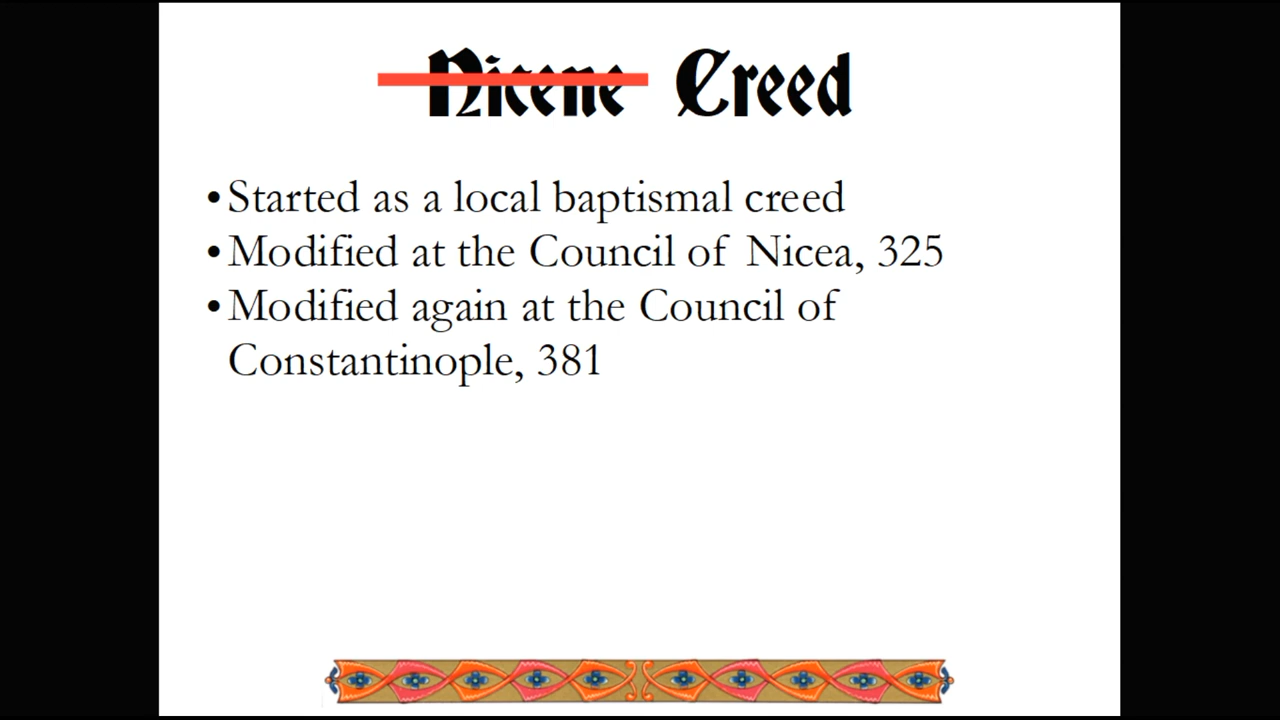 Nicene Creed
•Started as a local baptismal creed
•Modified at the Council of Nicea, 325
•Modified again at the Council of
Constantinople, 381